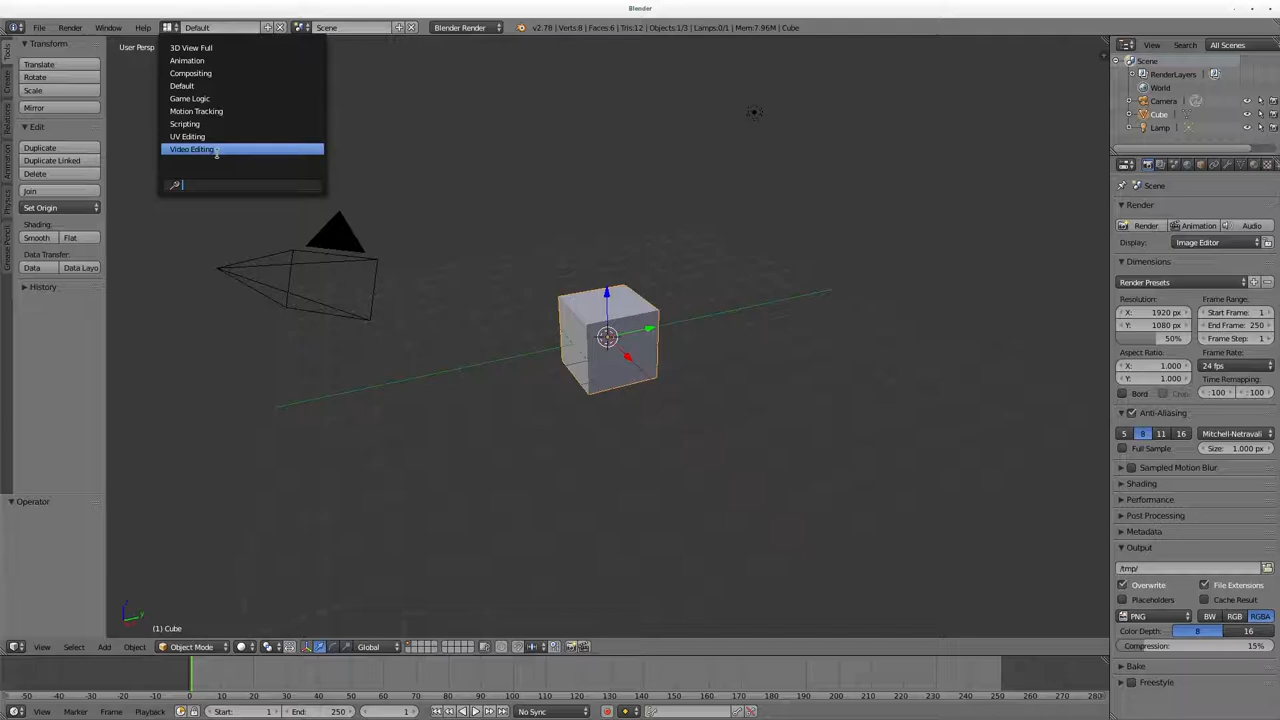 Blender
File Render Window Help Default Scene Blender Render v2.78 | Verts:8 | Faces:6 | Tris:12 | Objects:1/3 | Lamps:0/1 | Mem:7.96M | Cube
Tools
Create
Relations
Animation
Physics
Grease Pencil
Transform
Translate
Rotate
Scale
Mirror
Edit
Duplicate
Duplicate Linked
Delete
Join
Set Origin
Shading:
Smooth Flat
Data Transfer:
Data Data Layo
History
Operator
User Persp
3D View Full
Animation
Compositing
Default
Game Logic
Motion Tracking
Scripting
UV Editing
Video Editing
(1) Cube
View Select Add Object Object Mode Global
-50 -40 -30 -20 -10 0 10 20 30 40 50 60 70 80 90 100 110 120 130 140 150 160 170 180 190 200 210 220 230 240 250 260 270 280
View Marker Frame Playback Start: 1 End: 250 1 No Sync
View Search All Scenes
Scene
RenderLayers
World
Camera
Cube
Lamp
Scene
Render
Render Animation Audio
Display: Image Editor
Dimensions
Render Presets
Resolution: Frame Range:
X: 1920 px Start Frame: 1
Y: 1080 px End Frame: 250
50% Frame Step: 1
Aspect Ratio: Frame Rate:
X: 1.000 24 fps
Y: 1.000 Time Remapping:
Bord Crop :100 :100
Anti-Aliasing
5 8 11 16 Mitchell-Netravali
Full Sample Size: 1.000 px
Sampled Motion Blur
Shading
Performance
Post Processing
Metadata
Output
/tmp/
Overwrite File Extensions
Placeholders Cache Result
PNG BW RGB RGBA
Color Depth: 8 16
Compression: 15%
Bake
Freestyle